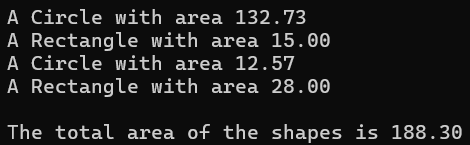 A Circle with area 132.73
A Rectangle with area 15.00
A Circle with area 12.57
A Rectangle with area 28.00
The total area of the shapes is 188.30